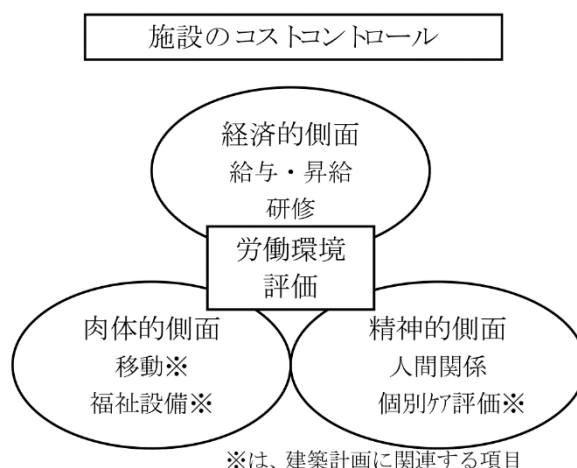 施設のコストコントロール
経済的側面
給与・昇給
研修
労働環境
評価
肉体的側面
移動※
福祉設備※
精神的側面
人間関係
個別ケア評価※
※は、建築計画に関連する項目